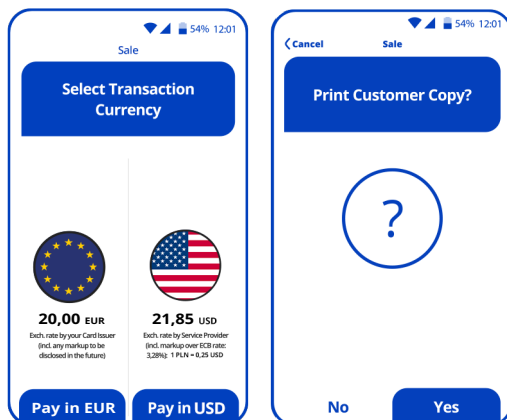 54% 12:01
Sale
Select Transaction
Currency
20,00 EUR
Exch. rate by your Card Issuer
(incl. any markup to be
disclosed in the future)
21,85 USD
Exch. rate by Service Provider
(incl. markup over ECB rate:
3,28%): 1 PLN = 0,25 USD
Pay in EUR
Pay in USD
54% 12:01
Cancel
Sale
Print Customer Copy?
?
No
Yes